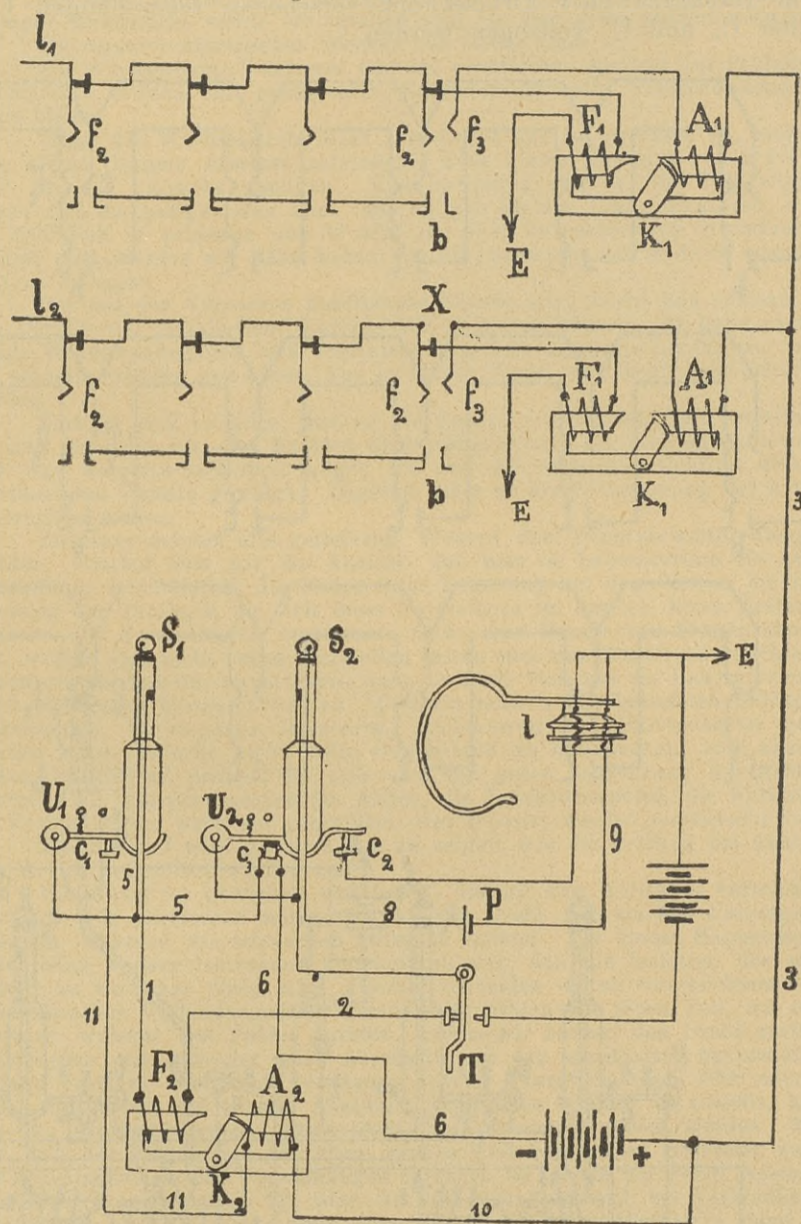 l₁
f₂
f₂ f₃
F₁ A₁
E
K₁
b
l₂
X
f₂
f₂ f₃
F₁ A₁
E
K₁
b
3
S₁
S₂
E
l
U₁
U₂
c₁
c₃
c₂
9
5
5
8
P
1
6
11
2
3
T
F₂
A₂
6
- +
K₂
11
10